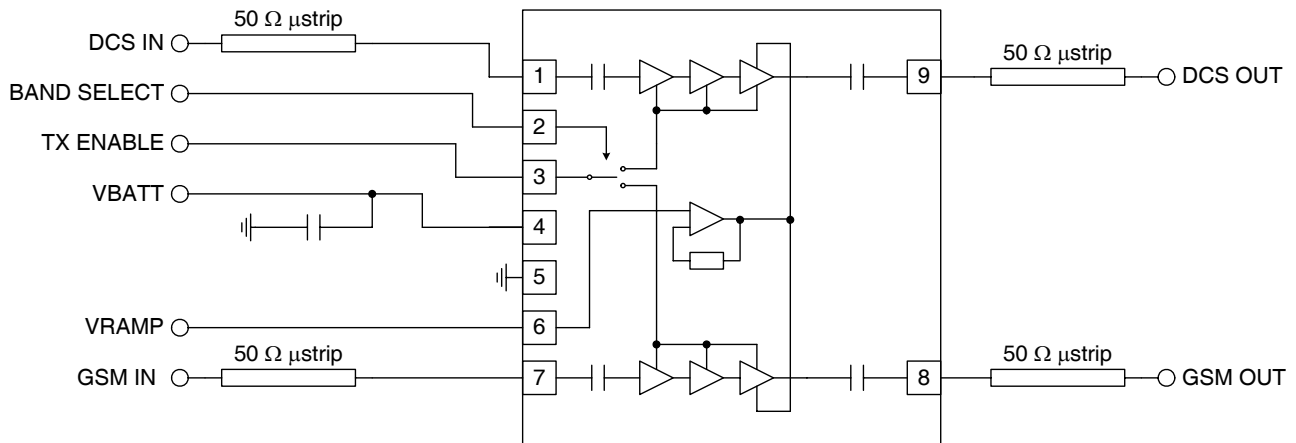 50 Ω μstrip
DCS IN
BAND SELECT
TX ENABLE
VBATT
VRAMP
50 Ω μstrip
GSM IN
1
2
3
4
5
6
7
9
8
50 Ω μstrip
DCS OUT
50 Ω μstrip
GSM OUT